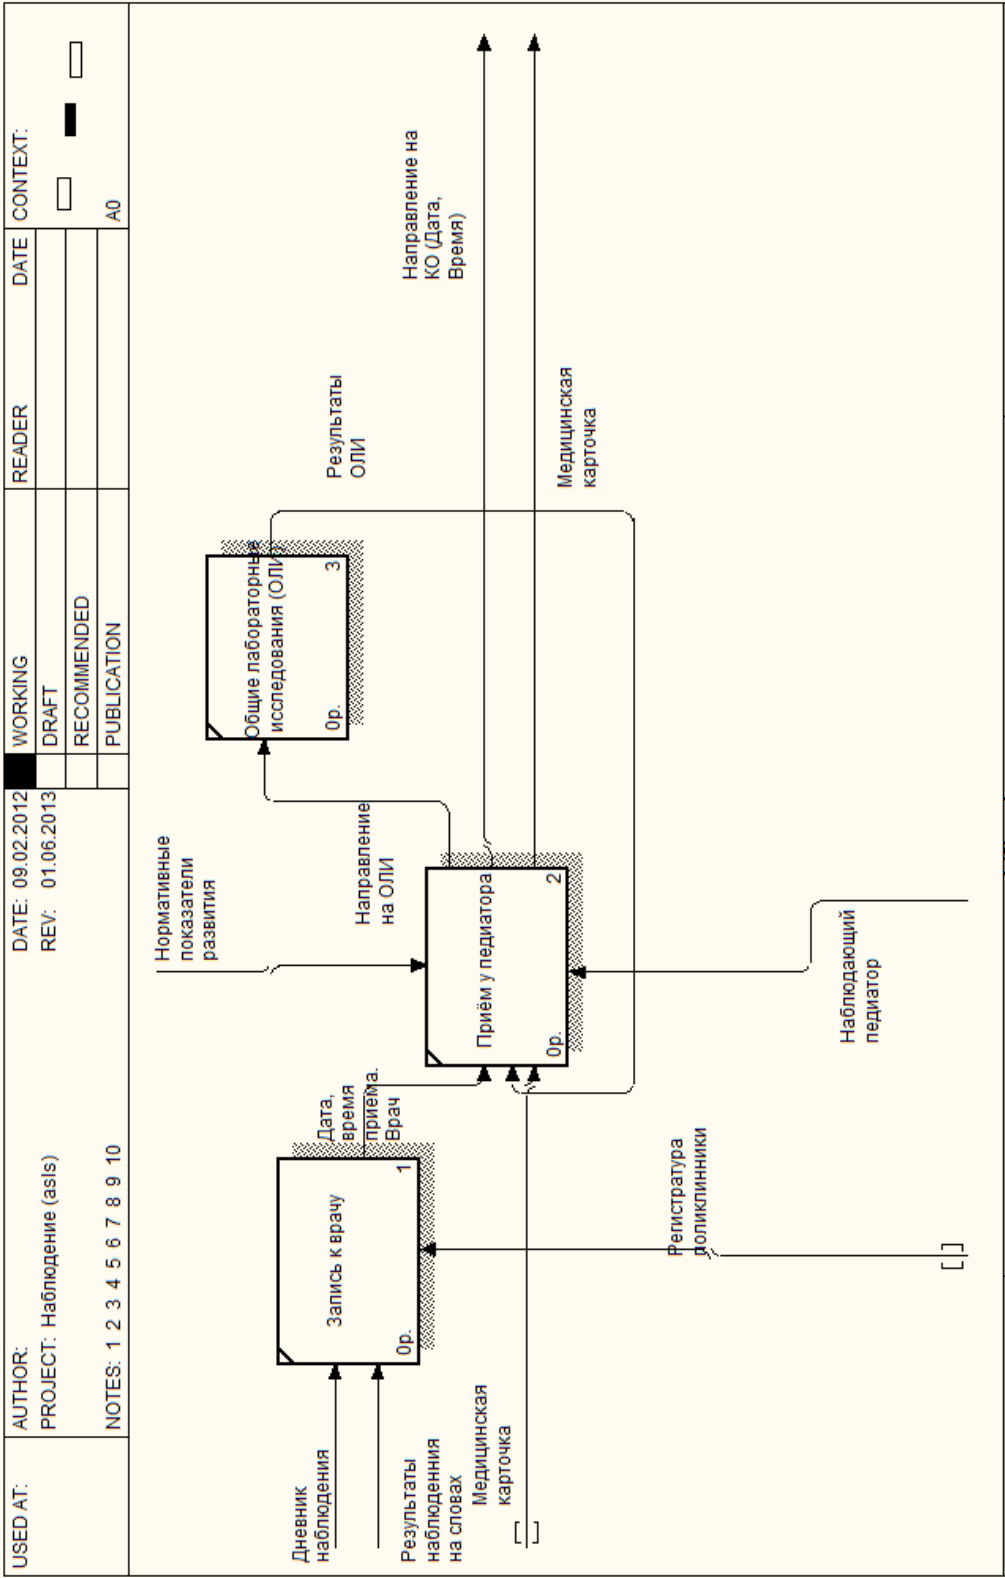 USED AT:
AUTHOR:
DATE: 09.02.2012
WORKING
READER
DATE
CONTEXT:
PROJECT: Наблюдение (asIs)
REV: 01.06.2013
DRAFT
RECOMMENDED
NOTES: 1 2 3 4 5 6 7 8 9 10
PUBLICATION
A0
Дневник
наблюдения
Результаты
наблюденния
на словах
Медицинская
карточка
Запись к врачу
0р.
1
Дата,
время
приёма.
Врач
Нормативные
показатели
развития
Приём у педиатора
0р.
2
Направление
на ОЛИ
Общие лабораторные
исследования (ОЛИ)
0р.
3
Результаты
ОЛИ
Направление на
КО (Дата,
Время)
Медицинская
карточка
Регистратура
поликлинники
Наблюдающий
педиатор